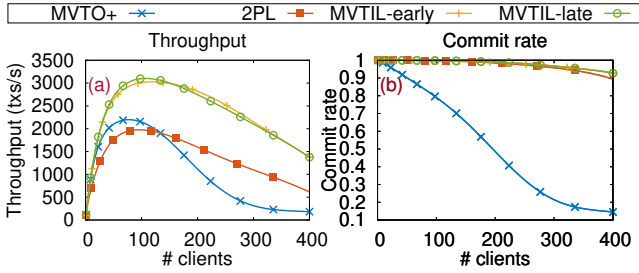 MVTO+ 2PL MVTIL-early MVTIL-late
Throughput
Throughput (txs/s)
(a)
3500
3000
2500
2000
1500
1000
500
0
0 100 200 300 400
# clients
Commit rate
Commit rate
(b)
1
0.9
0.8
0.7
0.6
0.5
0.4
0.3
0.2
0.1
0 100 200 300 400
# clients